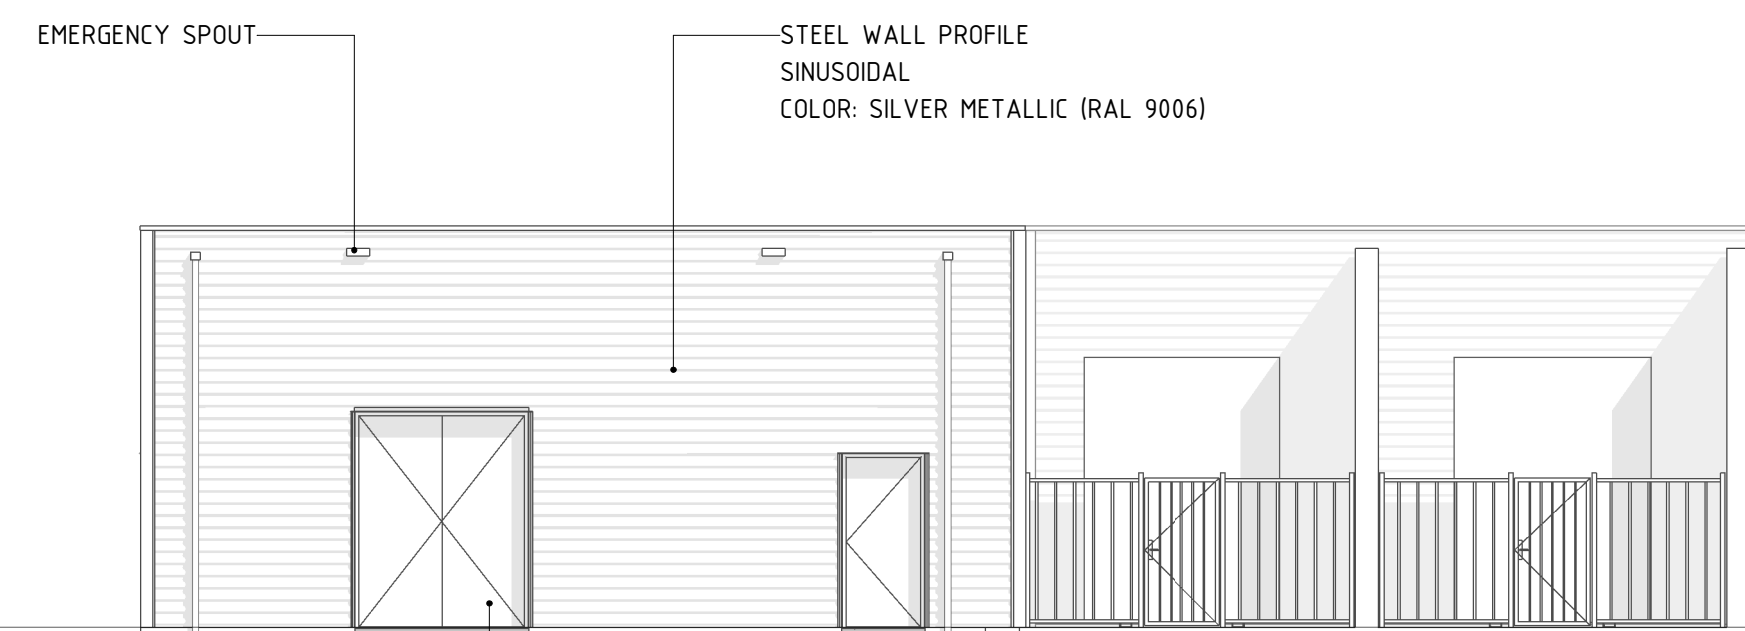 EMERGENCY SPOUT
STEEL WALL PROFILE
SINUSOIDAL
COLOR: SILVER METALLIC (RAL 9006)